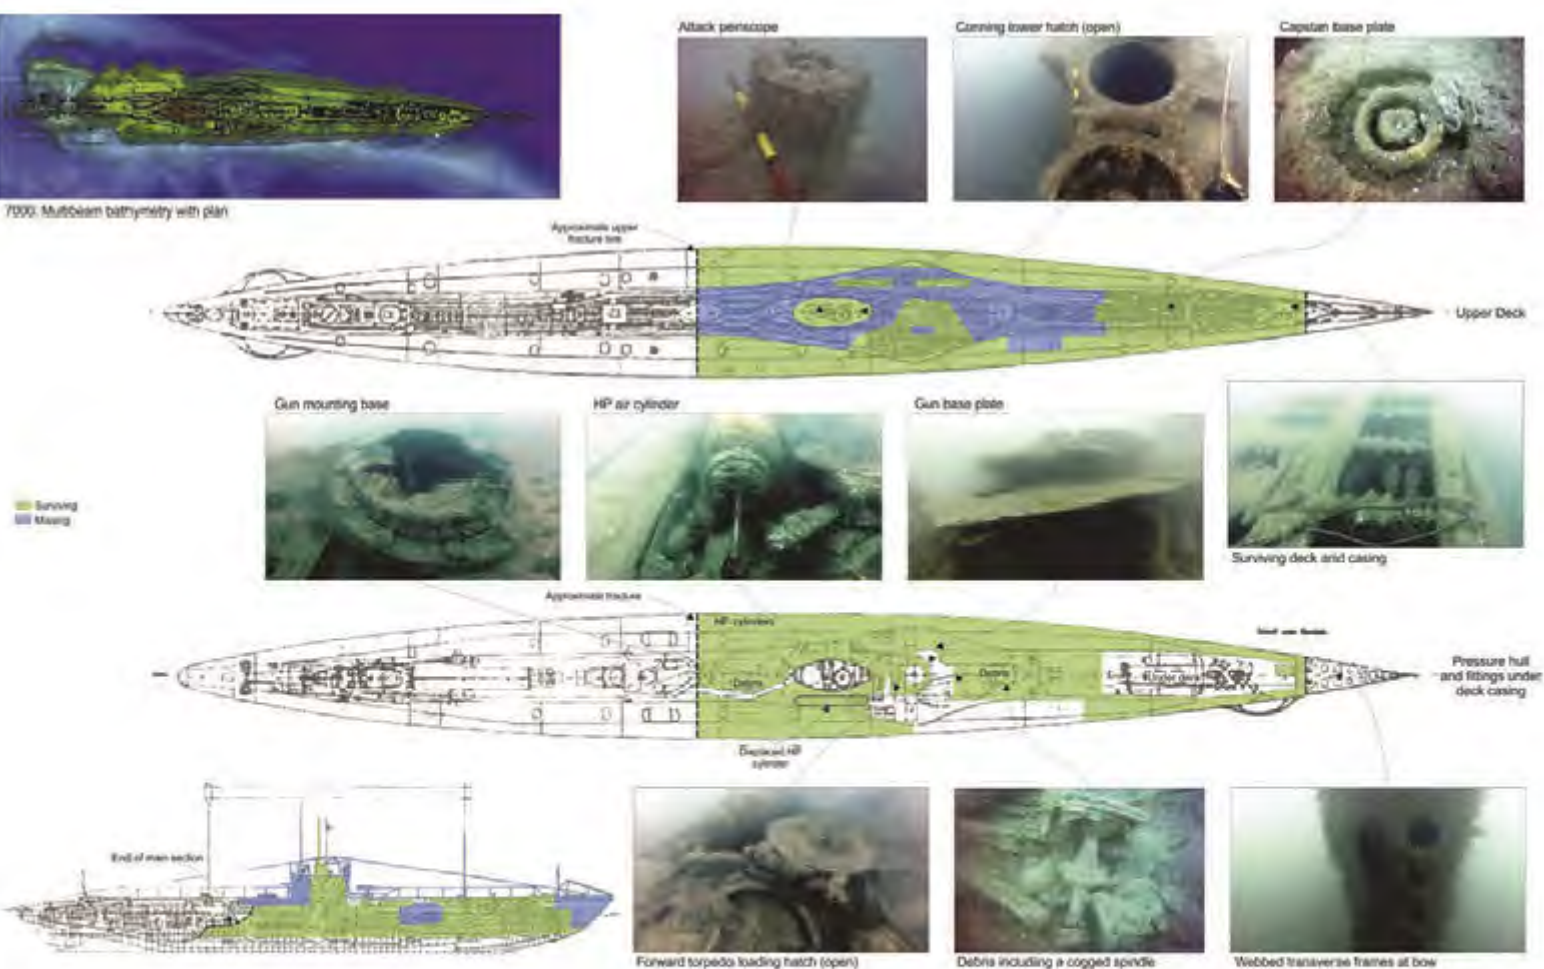 Attack periscope
Conning tower hatch (open)
Capstan base plate
7000: Multibeam bathymetry with plan
Approximate upper
fracture line
Upper Deck
Gun mounting base
HP air cylinder
Gun base plate
Surviving
Missing
Surviving deck and casing
Approximate fracture
HP cylinders
Debris
Debris
Under deck
Pressure hull
and fittings under
deck casing
Displaced HP
cylinder
End of main section
Forward torpedo loading hatch (open)
Debris including a cogged spindle
Webbed transverse frames at bow